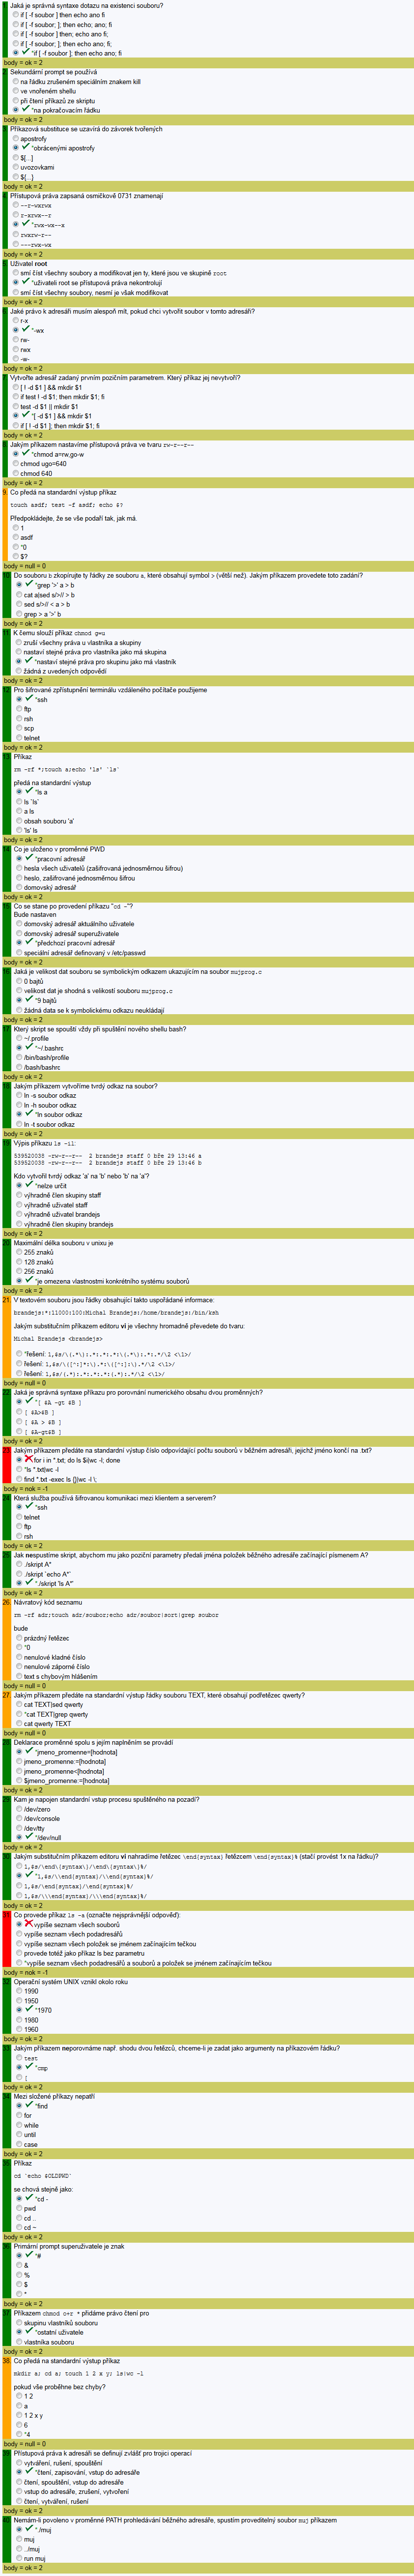 1. Jaká je správná syntaxe dotazu na existenci souboru?
if [ -f soubor ] then echo ano fi
if [ -f soubor; ]; then echo, ano; fi
if [ -f soubor ] then; echo ano fi;
if [ -f soubor; ]; then echo; ano; fi;
*if [ -f soubor ]; then echo ano; fi
body = ok = 2
2. Sekundární prompt se používá
na řádku zrušeném speciálním znakem kill
ve vnořeném shellu
při čtení příkazů ze skriptu
*na pokračovacím řádku
body = ok = 2
3. Příkazová substituce se uzavírá do závorek tvořených
apostrofy
*obrácenými apostrofy
$[...]
uvozovkami
${...}
body = ok = 2
4. Přístupová práva zapsaná osmičkově 0731 znamenají
--r-wxrwx
r-xrwx--r
*rwx-wx--x
rwxrw-r--
---rwx-wx
body = ok = 2
5. Uživatel root
smí číst všechny soubory a modifikovat jen ty, které jsou ve skupině root
*uživateli root se přístupová práva nekontrolují
smí číst všechny soubory, nesmí je však modifikovat
body = ok = 2
6. Jaké právo k adresáři musím alespoň mít, pokud chci vytvořit soubor v tomto adresáři?
r-x
*-wx
rw-
rwx
-w-
body = ok = 2
7. Vytvořte adresář zadaný prvním pozičním parametrem. Který příkaz jej nevytvoří?
[ ! -d $1 ] && mkdir $1
if test ! -d $1; then mkdir $1; fi
test -d $1 || mkdir $1
*[ -d $1 ] && mkdir $1
if [ ! -d $1 ]; then mkdir $1; fi
body = ok = 2
8. Jakým příkazem nastavíme přístupová práva ve tvaru rw-r--r--
*chmod a=rw,go-w
chmod ugo=640
chmod 640
body = ok = 2
9. Co předá na standardní výstup příkaz
touch asdf; test -f asdf; echo $?
Předpokládejte, že se vše podaří tak, jak má.
1
asdf
*0
$?
body = null = 0
10. Do souboru b zkopírujte ty řádky ze souboru a, které obsahují symbol > (větší než). Jakým příkazem provedete toto zadání?
*grep '>' a > b
cat a|sed s/>// > b
sed s/>// < a > b
grep > a '>' b
body = ok = 2
11. K čemu slouží příkaz chmod g=u
zruší všechny práva u vlastníka a skupiny
nastaví stejné práva pro vlastníka jako má skupina
*nastaví stejné práva pro skupinu jako má vlastník
žádná z uvedených odpovědí
body = ok = 2
12. Pro šifrované zpřístupnění terminálu vzdáleného počítače použijeme
*ssh
ftp
rsh
scp
telnet
body = ok = 2
13. Příkaz
rm -rf *;touch a;echo 'ls' `ls`
předá na standardní výstup
*ls a
ls `ls`
a ls
obsah souboru 'a'
'ls' ls
body = ok = 2
14. Co je uloženo v proměnné PWD
*pracovní adresář
hesla všech uživatelů (zašifrovaná jednosměrnou šifrou)
heslo, zašifrované jednosměrnou šifrou
domovský adresář
body = ok = 2
15. Co se stane po provedení příkazu "cd -"?
Bude nastaven
domovský adresář aktuálního uživatele
domovský adresář superuživatele
*předchozí pracovní adresář
speciální adresář definovaný v /etc/passwd
body = ok = 2
16. Jaká je velikost dat souboru se symbolickým odkazem ukazujícím na soubor mujprog.c
0 bajtů
velikost dat je shodná s velikostí souboru mujprog.c
*9 bajtů
žádná data se k symbolickému odkazu neukládají
body = ok = 2
17. Který skript se spouští vždy při spuštění nového shellu bash?
~/.profile
*~/.bashrc
/bin/bash/profile
/bash/bashrc
body = ok = 2
18. Jakým příkazem vytvoříme tvrdý odkaz na soubor?
ln -s soubor odkaz
ln -h soubor odkaz
*ln soubor odkaz
ln -t soubor odkaz
body = ok = 2
19. Výpis příkazu ls -il:
539520038 -rw-r--r-- 2 brandejs staff 0 bře 29 13:46 a
539520038 -rw-r--r-- 2 brandejs staff 0 bře 29 13:46 b
Kdo vytvořil tvrdý odkaz 'a' na 'b' nebo 'b' na 'a'?
*nelze určit
výhradně člen skupiny staff
výhradně uživatel staff
výhradně uživatel brandejs
výhradně člen skupiny brandejs
body = ok = 2
20. Maximální délka souboru v unixu je
255 znaků
128 znaků
256 znaků
*je omezena vlastnostmi konkrétního systému souborů
body = ok = 2
21. V textovém souboru jsou řádky obsahující takto uspořádané informace:
brandejs:*:11000:100:Michal Brandejs:/home/brandejs:/bin/ksh
Jakým substitučním příkazem editoru vi je všechny hromadně převedete do tvaru:
Michal Brandejs <brandejs>
*řešení: 1,$s/\(.*\):.*:.*:.*:\(.*\):.*:.*/\2 <\1>/
řešení: 1,$s/\([^:]*:\).*:\([^:]:\).*/\2 <\1>/
řešení: 1,$s/(.*):.*:.*:.*:(.*):.*/\2 <\1>/
body = null = 0
22. Jaká je správná syntaxe příkazu pro porovnání numerického obsahu dvou proměnných?
*[ $A -gt $B ]
[ $A>$B ]
[ $A > $B ]
[ $A-gt$B ]
body = ok = 2
23. Jakým příkazem předáte na standardní výstup číslo odpovídající počtu souborů v běžném adresáři, jejichž jméno končí na .txt?
for i in *.txt; do ls $i|wc -l; done
*ls *.txt|wc -l
find *.txt -exec ls {}|wc -l \;
body = nok = -1
24. Která služba používá šifrovanou komunikaci mezi klientem a serverem?
*ssh
telnet
ftp
rsh
body = ok = 2
25. Jak nespustíme skript, abychom mu jako poziční parametry předali jména položek běžného adresáře začínající písmenem A?
./skript A*
./skript `echo A*`
*./skript 'ls A*'
body = ok = 2
26. Návratový kód seznamu
rm -rf adr;touch adr/soubor;echo adr/soubor|sort|grep soubor
bude
prázdný řetězec
*0
nenulové kladné číslo
nenulové záporné číslo
text s chybovým hlášením
body = null = 0
27. Jakým příkazem předáte na standardní výstup řádky souboru TEXT, které obsahují podřetězec qwerty?
cat TEXT|sed qwerty
*cat TEXT|grep qwerty
cat qwerty TEXT
body = null = 0
28. Deklarace proměnné spolu s jejím naplněním se provádí
*jmeno_promenne=[hodnota]
jmeno_promenne:=[hodnota]
jmeno_promenne<[hodnota]
$jmeno_promenne:=[hodnota]
body = ok = 2
29. Kam je napojen standardní vstup procesu spuštěného na pozadí?
/dev/zero
/dev/console
/dev/tty
*/dev/null
body = ok = 2
30. Jakým substitučním příkazem editoru vi nahradíme řetězec \end{syntax} řetězcem \end{syntax}% (stačí provést 1x na řádku)?
1,$s/\end\{syntax\}/\end\{syntax\}%/
*1,$s/\\end{syntax}/\\end{syntax}%/
1,$s/\end{syntax}/\end{syntax}%/
1,$s/\\\end{syntax}/\\\end{syntax}%/
body = ok = 2
31. Co provede příkaz ls -a (označte nejsprávnější odpověď):
vypíše seznam všech souborů
vypíše seznam všech podadresářů
vypíše seznam všech položek se jménem začínajícím tečkou
provede totéž jako příkaz ls bez parametru
*vypíše seznam všech podadresářů a souborů a položek se jménem začínajícím tečkou
body = nok = -1
32. Operační systém UNIX vznikl okolo roku
1990
1950
*1970
1980
1960
body = ok = 2
33. Jakým příkazem neporovnáme např. shodu dvou řetězců, chceme-li je zadat jako argumenty na příkazovém řádku?
test
*cmp
[
body = ok = 2
34. Mezi složené příkazy nepatří
*find
for
while
until
case
body = ok = 2
35. Příkaz
cd `echo $OLDPWD`
se chová stejně jako:
*cd -
pwd
cd ..
cd ~
body = ok = 2
36. Primární prompt superuživatele je znak
*#
&
%
$
*
body = ok = 2
37. Příkazem chmod o+r * přidáme právo čtení pro
skupinu vlastníků souboru
*ostatní uživatele
vlastníka souboru
body = ok = 2
38. Co předá na standardní výstup příkaz
mkdir a; cd a; touch 1 2 x y; ls|wc -l
pokud vše proběhne bez chyby?
1 2
a
1 2 x y
6
*4
body = null = 0
39. Přístupová práva k adresáři se definují zvlášť pro trojici operací
vytváření, rušení, spouštění
*čtení, zapisování, vstup do adresáře
čtení, spouštění, vstup do adresáře
vstup do adresáře, zrušení, vytvoření
čtení, vytváření, rušení
body = ok = 2
40. Nemám-li povoleno v proměnné PATH prohledávání běžného adresáře, spustím proveditelný soubor muj příkazem
*./muj
muj
../muj
run muj
body = ok = 2